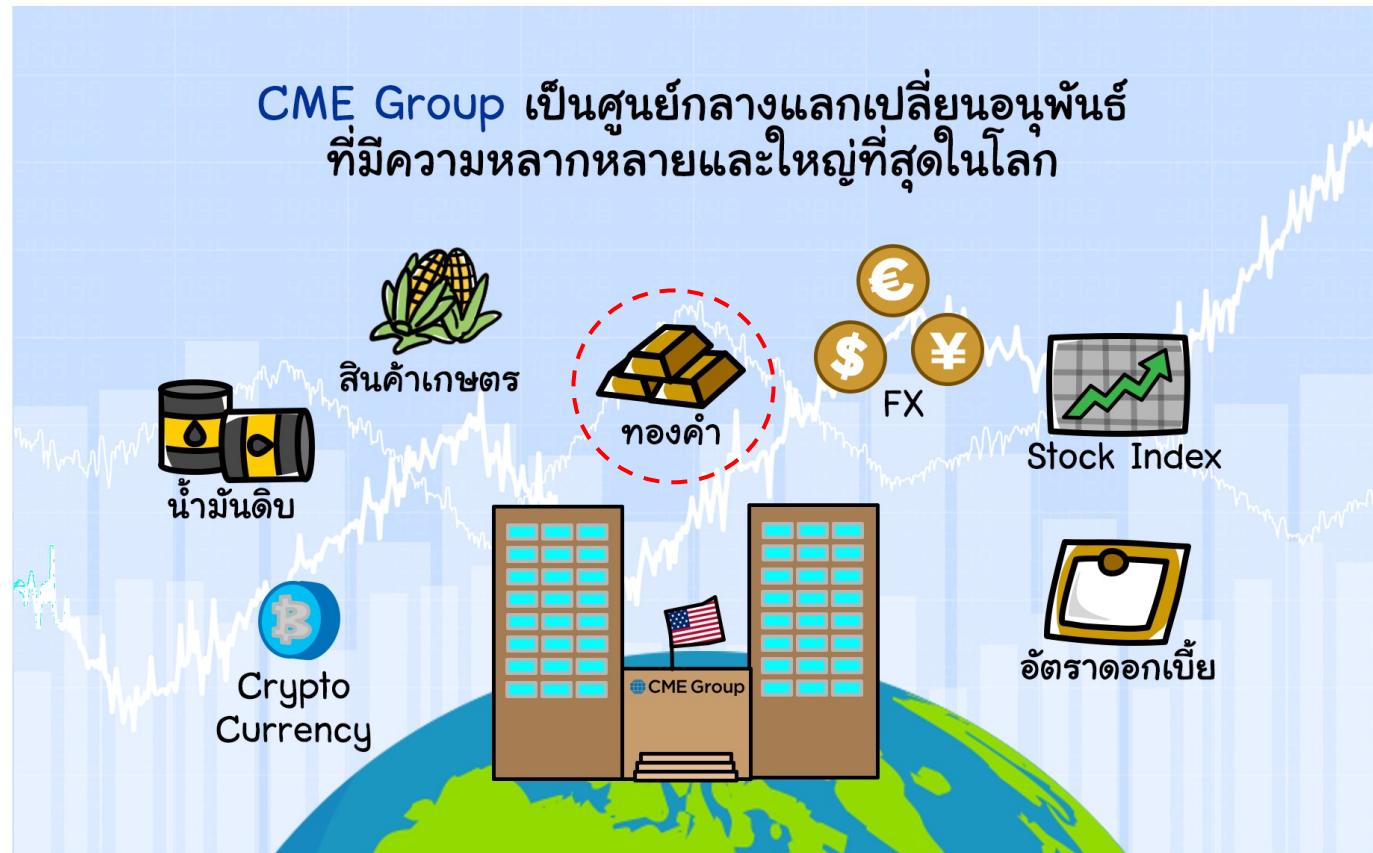 CME Group เป็นศูนย์กลางแลกเปลี่ยนอนุพันธ์
ที่มีความหลากหลายและใหญ่ที่สุดในโลก
สินค้าเกษตร
ทองคำ
FX
น้ำมันดิบ
Stock Index
Crypto
Currency
CME Group
อัตราดอกเบี้ย